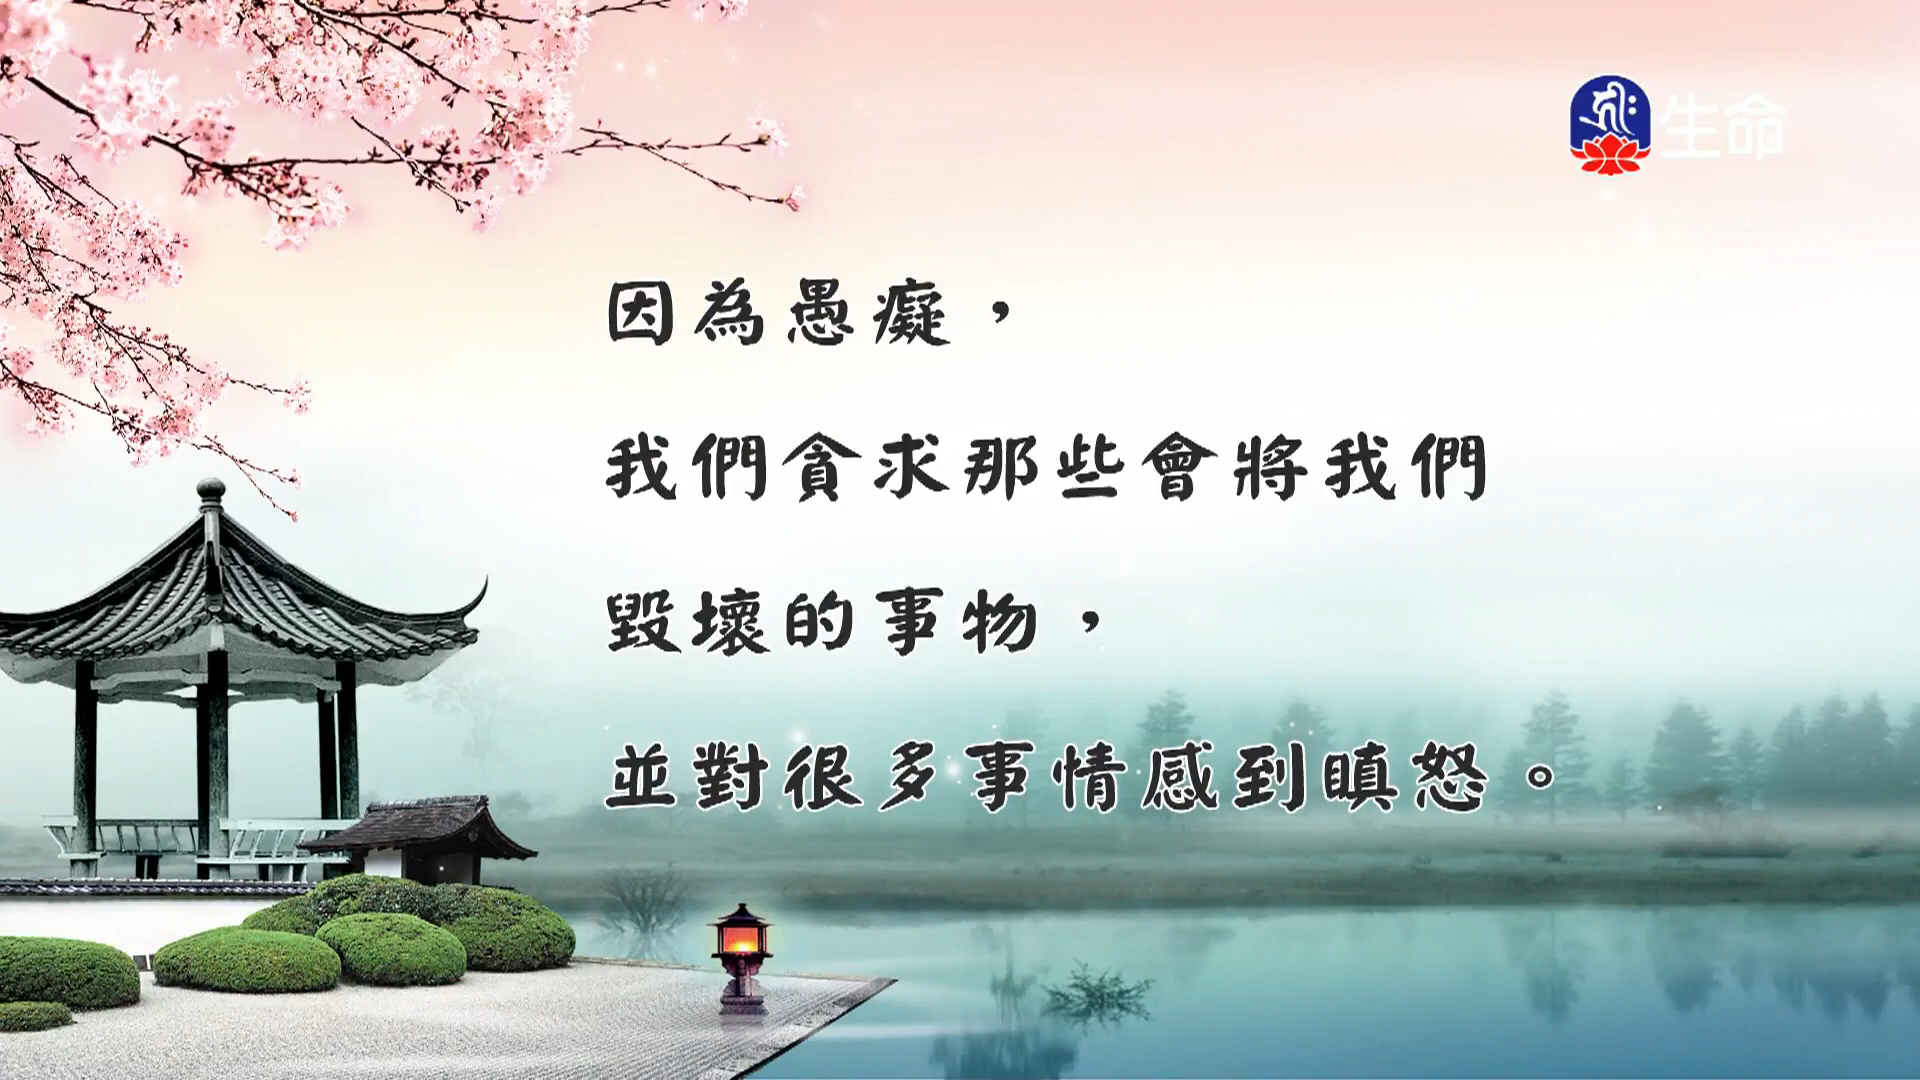 生命
因為愚癡，
我們貪求那些會將我們
毀壞的事物，
並對很多事情感到瞋怒。